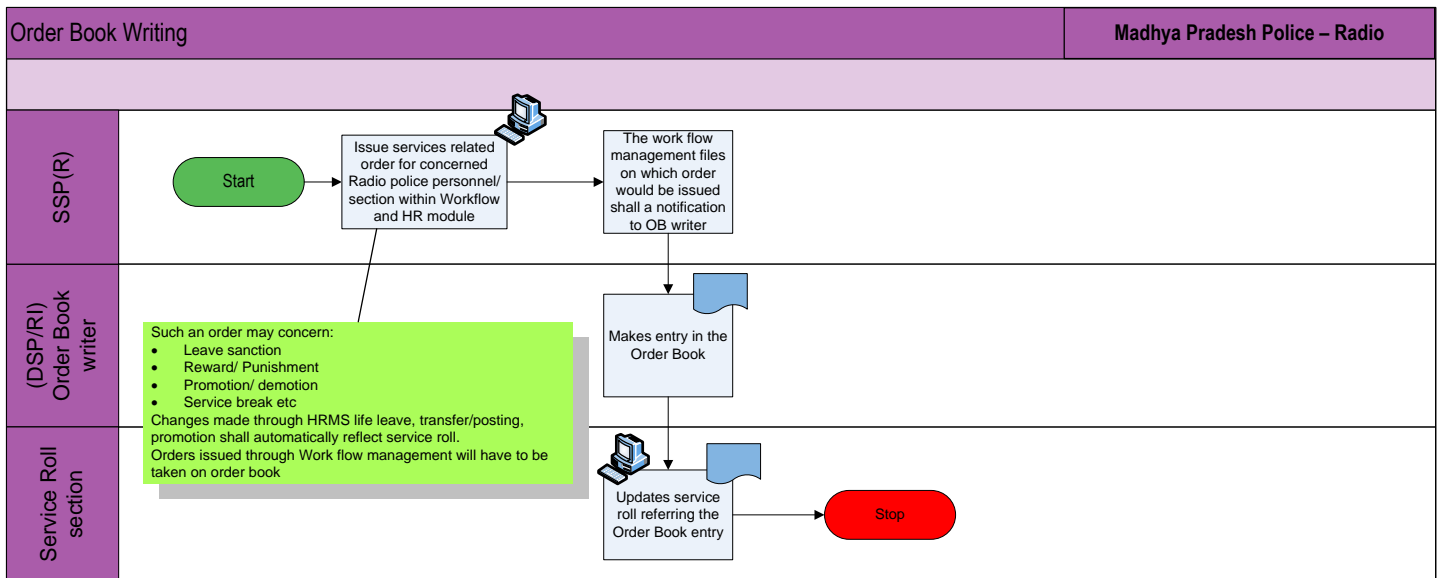 Order Book Writing
Madhya Pradesh Police – Radio
SSP(R)
Start
Issue services related
order for concerned
Radio police personnel/
section within Workflow
and HR module
The work flow
management files
on which order
would be issued
shall a notification
to OB writer
(DSP/RI)
Order Book
writer
Makes entry in the
Order Book
Such an order may concern:
• Leave sanction
• Reward/ Punishment
• Promotion/ demotion
• Service break etc
Changes made through HRMS life leave, transfer/posting,
promotion shall automatically reflect service roll.
Orders issued through Work flow management will have to be
taken on order book
Service Roll
section
Updates service
roll referring the
Order Book entry
Stop